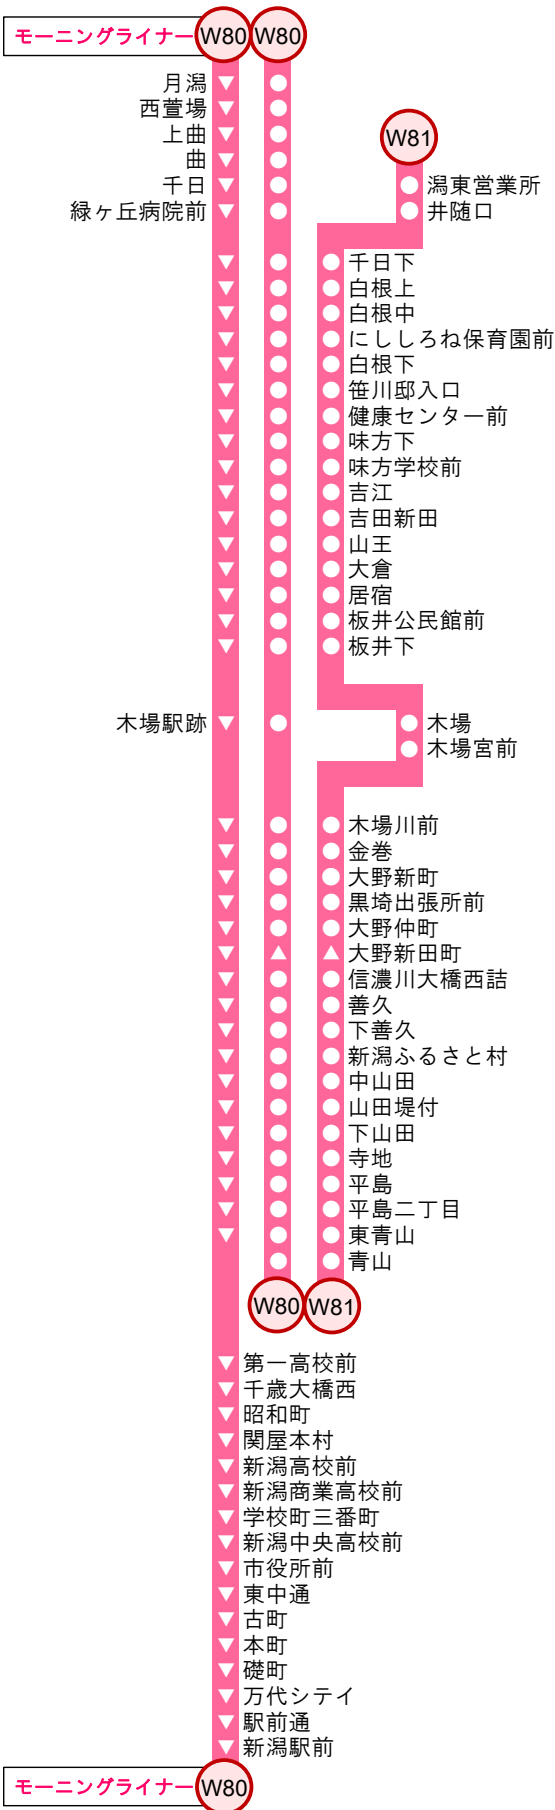 モーニングライナー W80 W80
月潟
西萱場
上曲
曲
W81
千日
潟東営業所
緑ヶ丘病院前
井随口
千日下
白根上
白根中
にししろね保育園前
白根下
笹川邸入口
健康センター前
味方下
味方学校前
吉江
吉田新田
山王
大倉
居宿
板井公民館前
板井下
木場駅跡
木場
木場宮前
木場川前
金巻
大野新町
黒埼出張所前
大野仲町
大野新田町
信濃川大橋西詰
善久
下善久
新潟ふるさと村
中山田
山田堤付
下山田
寺地
平島
平島二丁目
東青山
青山
W80 W81
第一高校前
千歳大橋西
昭和町
関屋本村
新潟高校前
新潟商業高校前
学校町三番町
新潟中央高校前
市役所前
東中通
古町
本町
礎町
万代シテイ
駅前通
新潟駅前
モーニングライナー W80